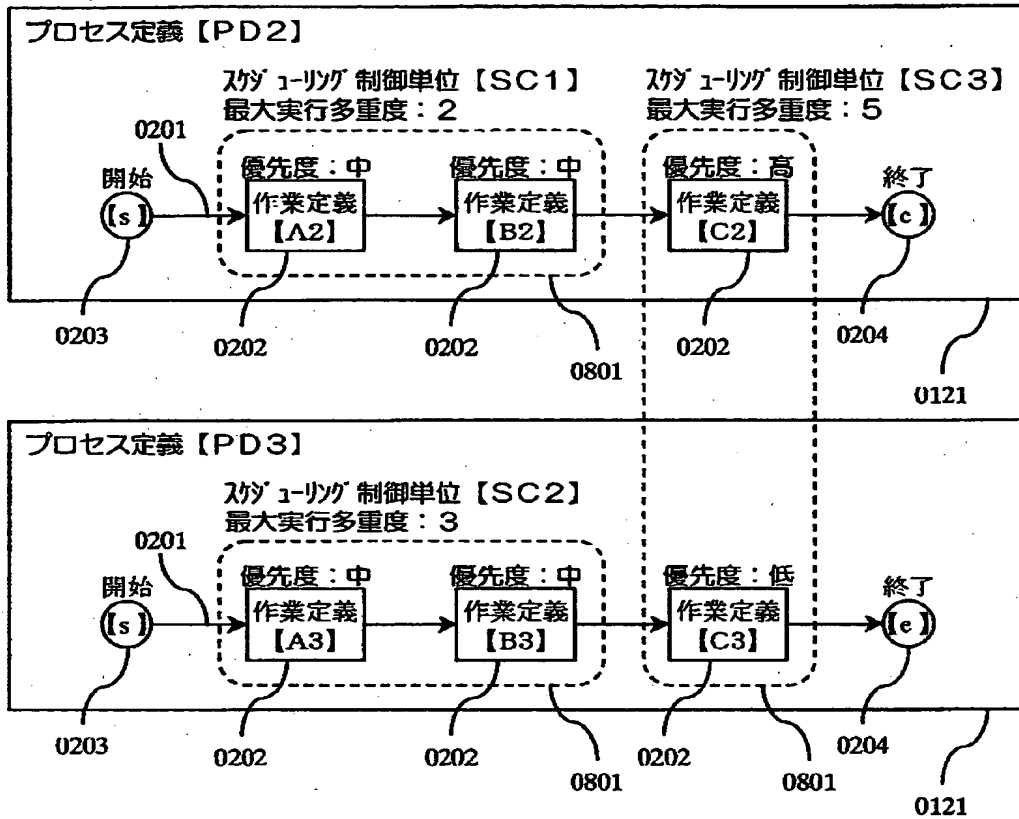 プロセス定義【PD2】
スケジューリング制御単位【SC1】
最大実行多重度：2
スケジューリング制御単位【SC3】
最大実行多重度：5
0201
開始
【s】
優先度：中
作業定義
【A2】
優先度：中
作業定義
【B2】
優先度：高
作業定義
【C2】
終了
【c】
0203
0202
0202
0801
0202
0204
0121
プロセス定義【PD3】
スケジューリング制御単位【SC2】
最大実行多重度：3
0201
開始
【s】
優先度：中
作業定義
【A3】
優先度：中
作業定義
【B3】
優先度：低
作業定義
【C3】
終了
【e】
0203
0202
0202
0801
0202
0801
0204
0121